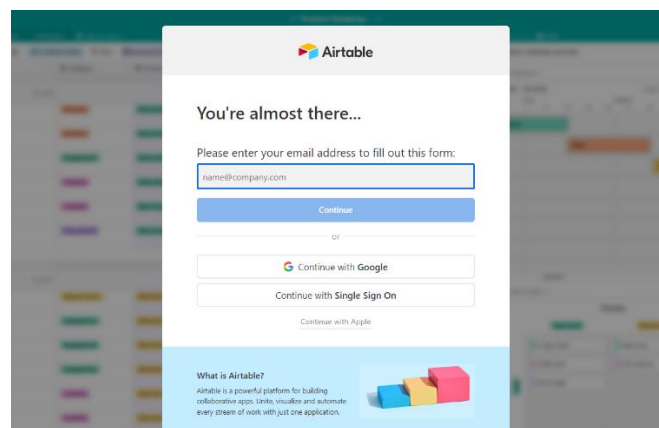 Airtable
You're almost there...
Please enter your email address to fill out this form:
name@company.com
Continue
or
Continue with Google
Continue with Single Sign On
Continue with Apple
What is Airtable?
Airtable is a powerful platform for building
collaborative apps. Unite, visualize and automate
every stream of work with just one application.